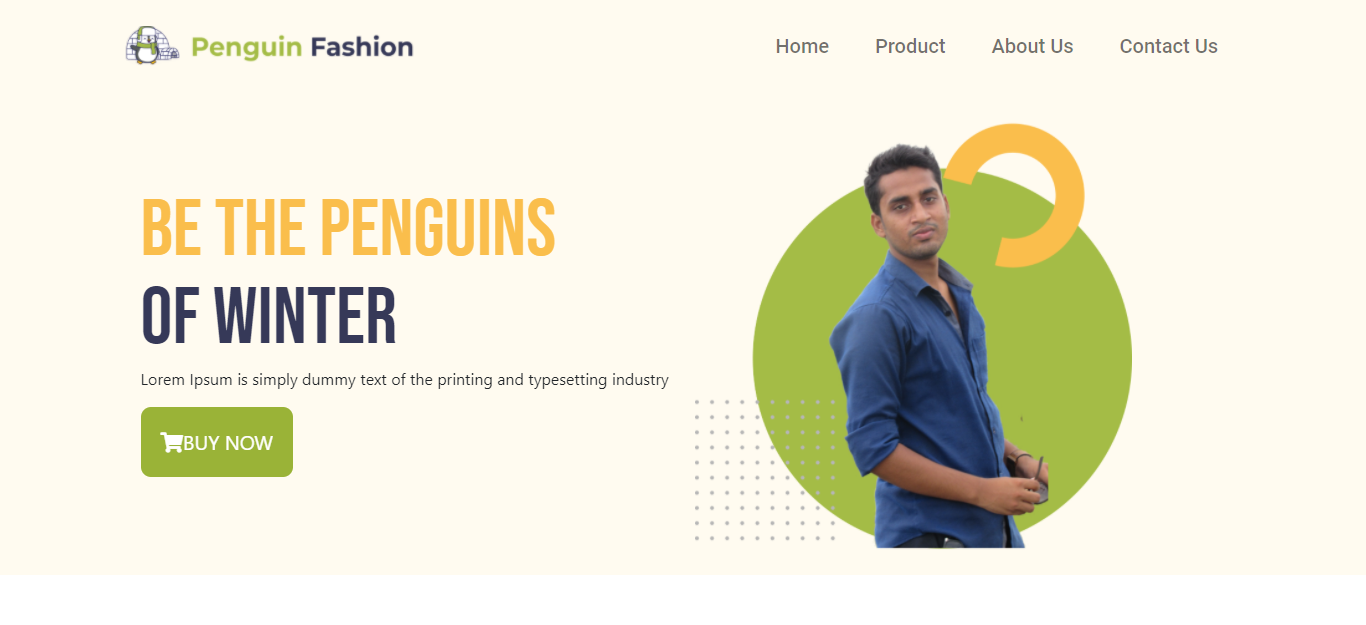 Penguin Fashion
Home Product About Us Contact Us
BE THE PENGUINS
OF WINTER
Lorem Ipsum is simply dummy text of the printing and typesetting industry
BUY NOW